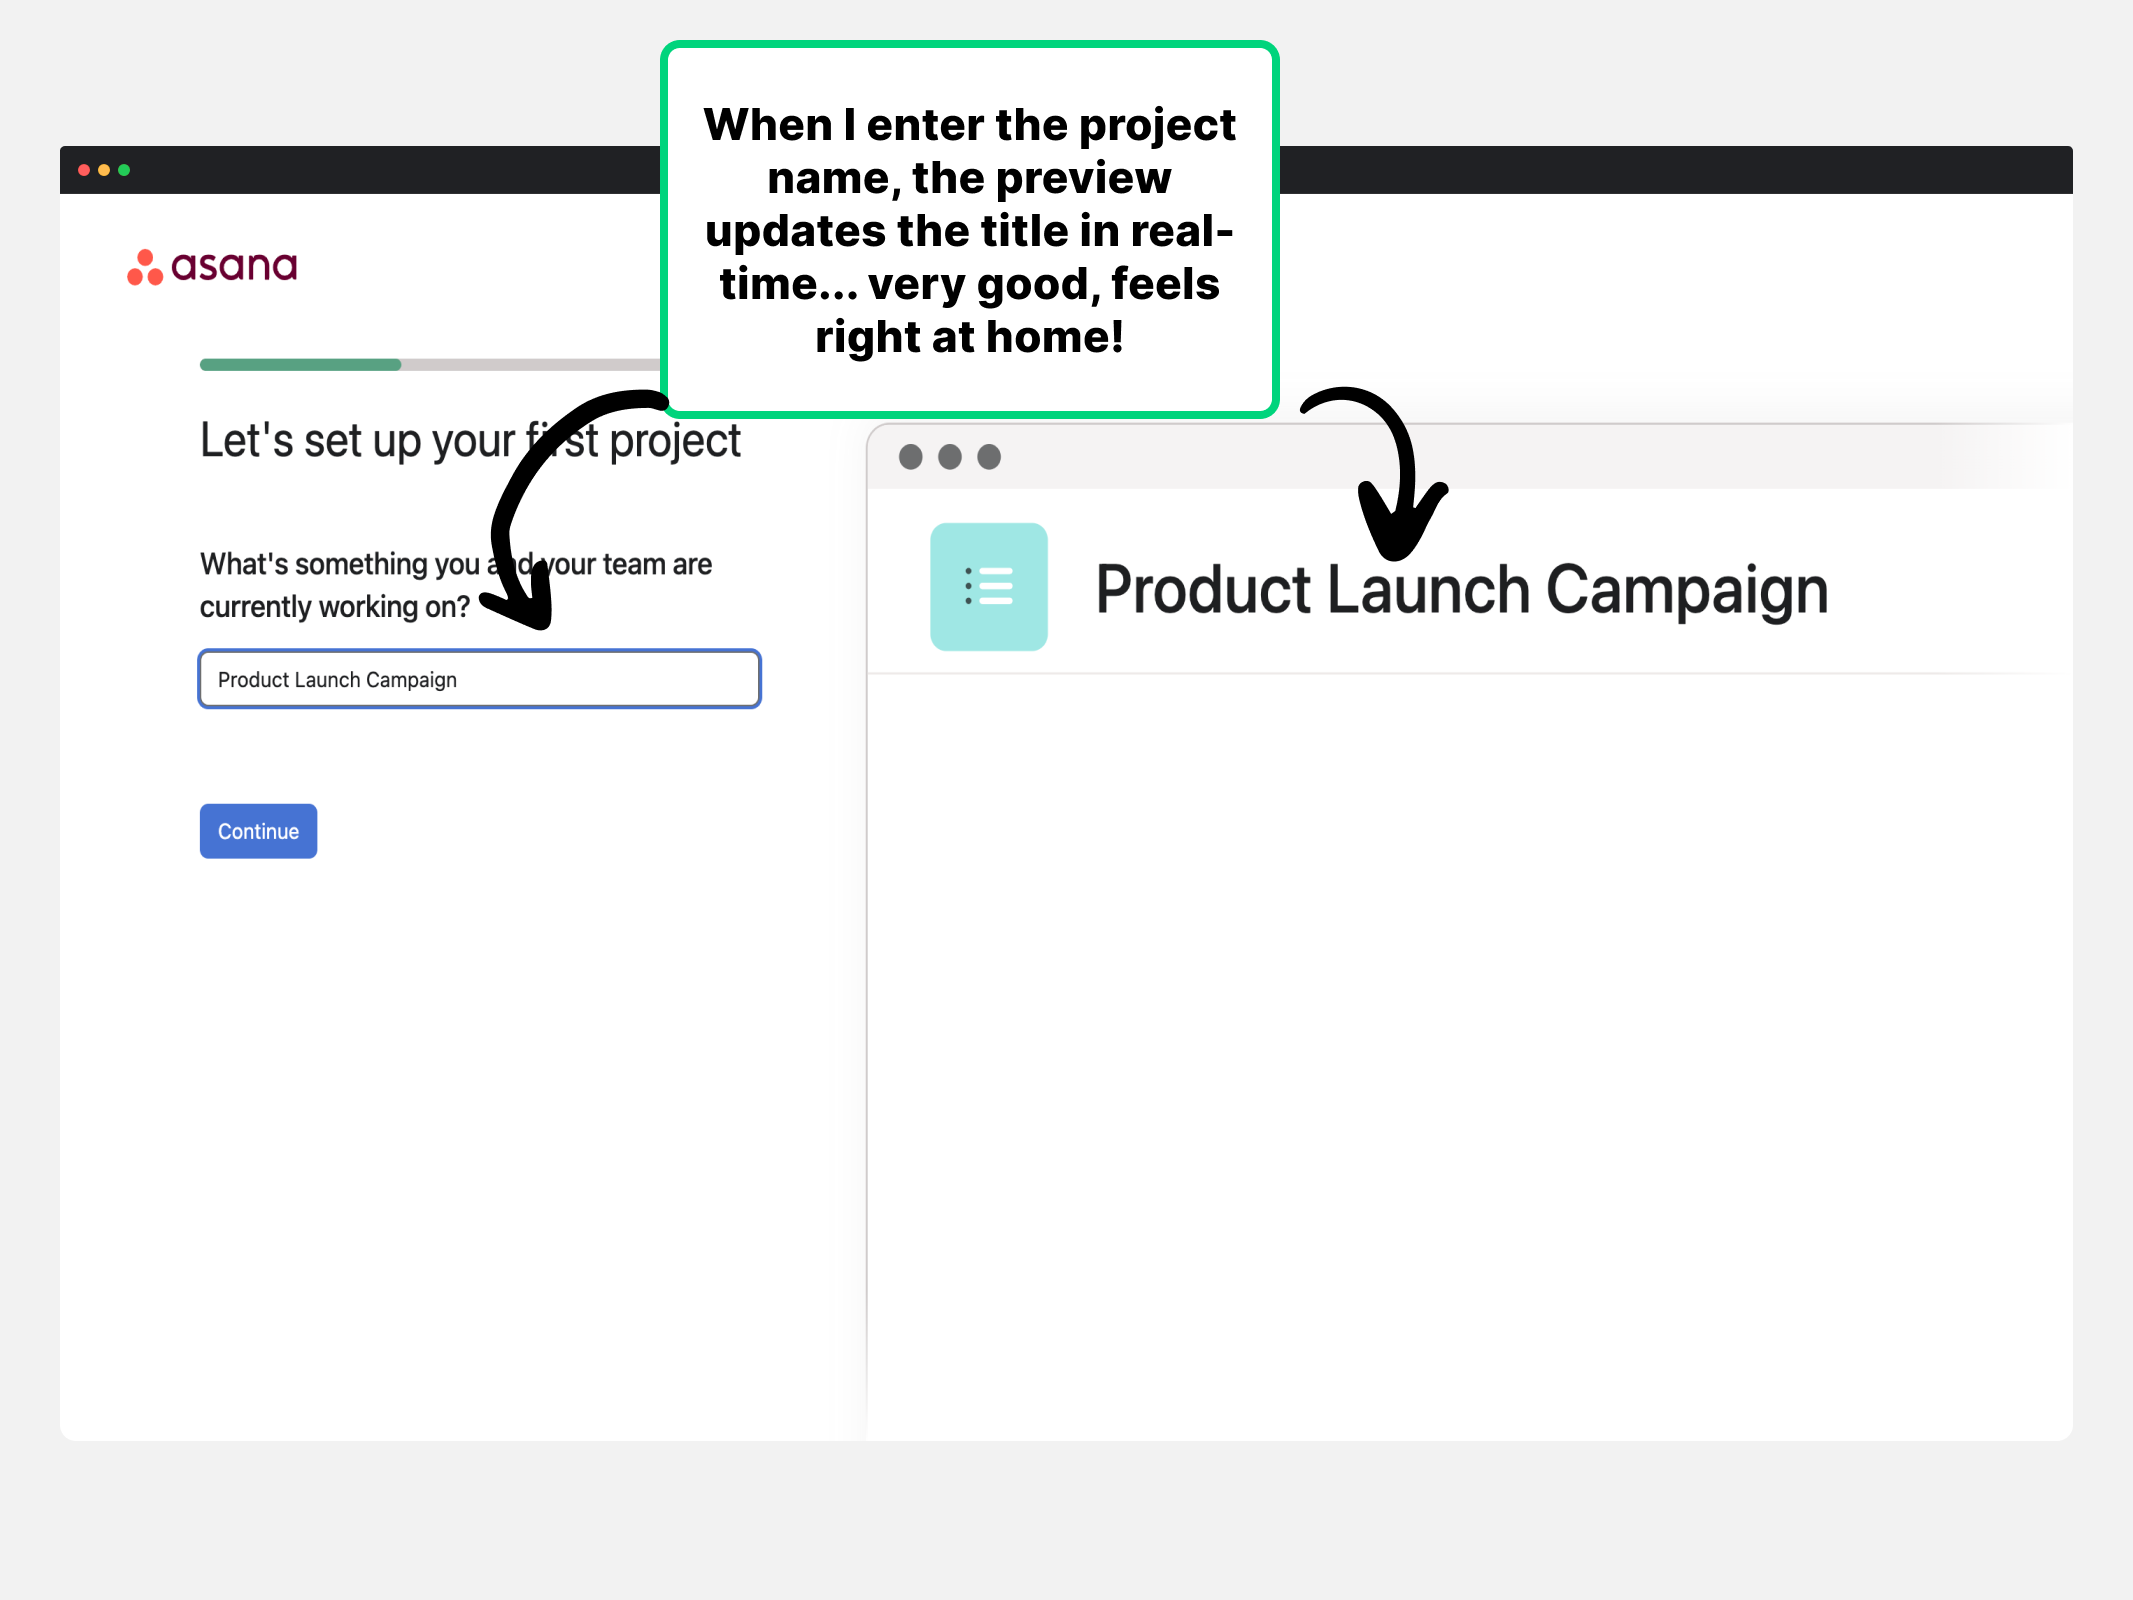 When I enter the project
name, the preview
updates the title in real-
time... very good, feels
right at home!
asana
Let's set up your first project
What's something you and your team are
currently working on?
Product Launch Campaign
Continue
Product Launch Campaign